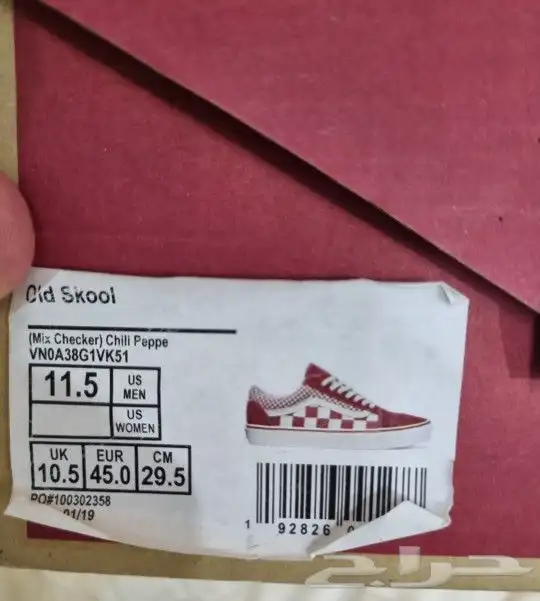 Old Skool
(Mix Checker) Chili Peppe
VN0A38G1VK51
11.5 US MEN
US WOMEN
UK 10.5 EUR 45.0 CM 29.5
PO#100302358
01/19
1 92826
حراج